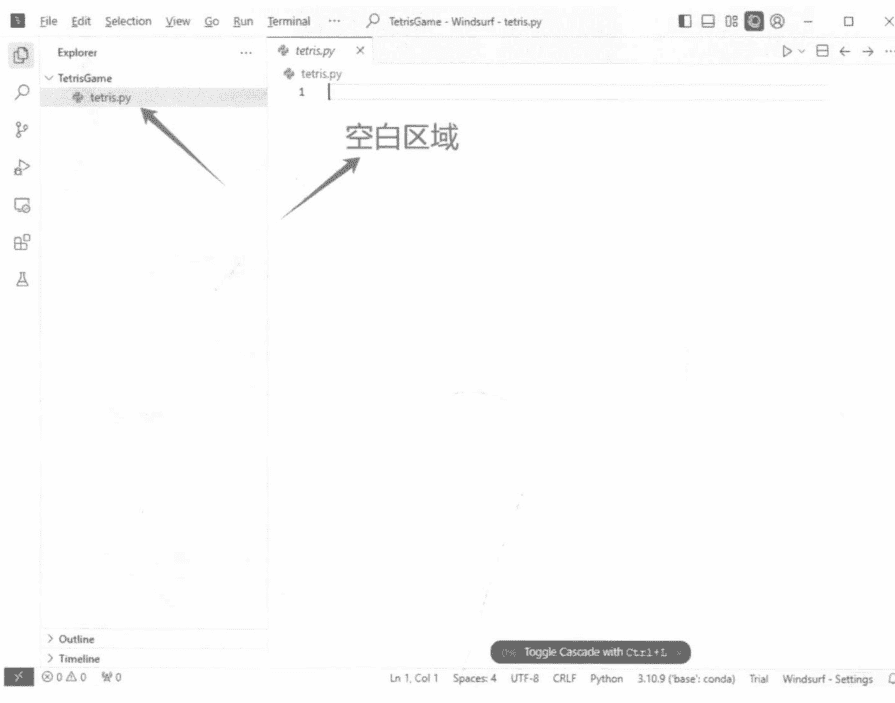 File Edit Selection View Go Run Terminal ··· TetrisGame - Windsurf - tetris.py
Explorer ···
tetris.py
TetrisGame
tetris.py
tetris.py
1
空白区域
Outline
Timeline
Toggle Cascade with Ctrl+L
0 0 0 Ln 1, Col 1 Spaces: 4 UTF-8 CRLF Python 3.10.9 ('base': conda) Trial Windsurf - Settings